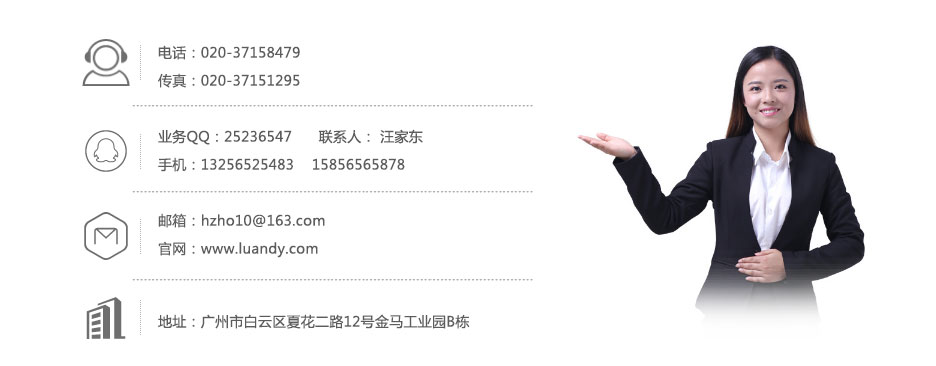 电话：020-37158479
传真：020-37151295
业务QQ：25236547 联系人： 汪家东
手机：13256525483 15856565878
邮箱：hzho10@163.com
官网：www.luandy.com
地址：广州市白云区夏花二路12号金马工业园B栋